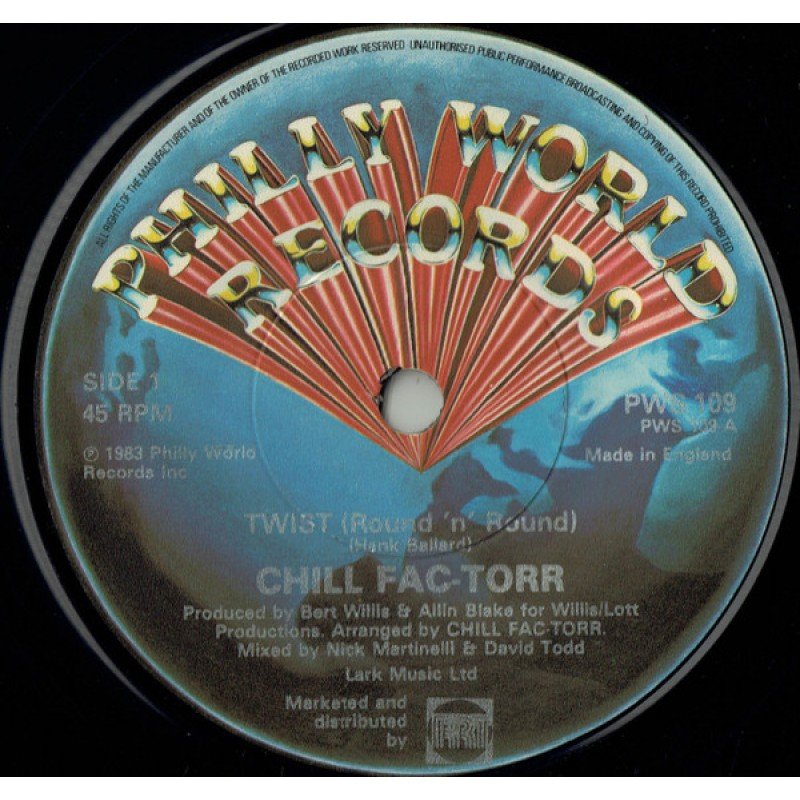 ALL RIGHTS OF THE MANUFACTURER AND OF THE OWNER OF THE RECORDED WORK RESERVED UNAUTHORISED PUBLIC PERFORMANCE BROADCASTING AND COPYING OF THIS RECORD PROHIBITED
PHILLY WORLD
RECORDS
SIDE 1
45 RPM
℗ 1983 Philly World
Records Inc
PWS 109
PWS 109 A
Made in England
TWIST (Round 'n' Round)
(Hank Ballard)
CHILL FAC-TORR
Produced by Bert Willis & Allin Blake for Willis/Lott
Productions. Arranged by CHILL FAC-TORR.
Mixed by Nick Martinelli & David Todd
Lark Music Ltd
Marketed and
distributed
by